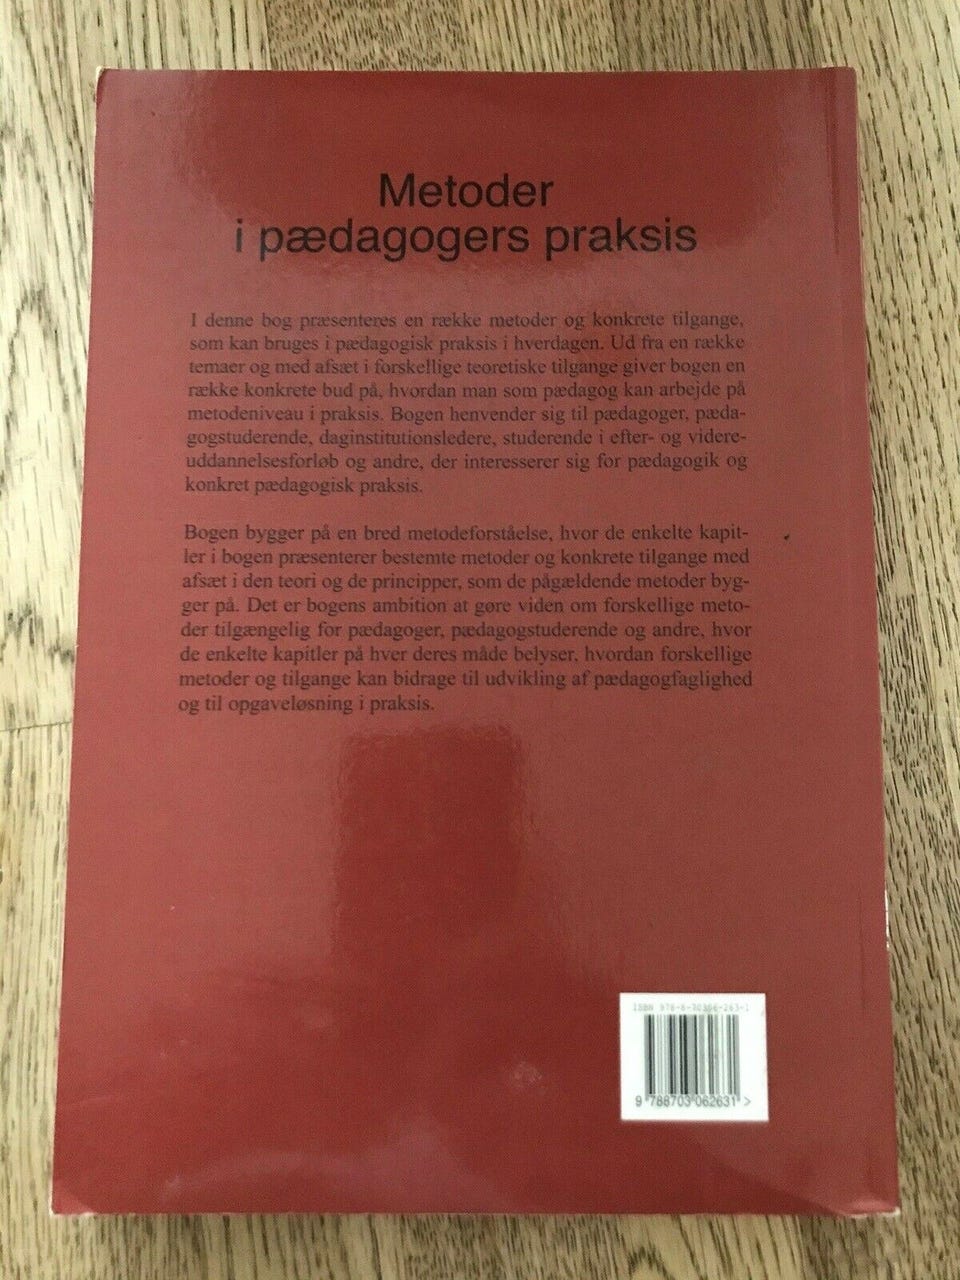 Metoder
i pædagogers praksis
I denne bog præsenteres en række metoder og konkrete tilgange,
som kan bruges i pædagogisk praksis i hverdagen. Ud fra en række
temaer og med afsæt i forskellige teoretiske tilgange giver bogen en
række konkrete bud på, hvordan man som pædagog kan arbejde på
metodeniveau i praksis. Bogen henvender sig til pædagoger, pæda-
gogstuderende, daginstitutionsledere, studerende i efter- og videre-
uddannelsesforløb og andre, der interesserer sig for pædagogik og
konkret pædagogisk praksis.
Bogen bygger på en bred metodeforståelse, hvor de enkelte kapit-
ler i bogen præsenterer bestemte metoder og konkrete tilgange med
afsæt i den teori og de principper, som de pågældende metoder byg-
ger på. Det er bogens ambition at gøre viden om forskellige meto-
der tilgængelig for pædagoger, pædagogstuderende og andre, hvor
de enkelte kapitler på hver deres måde belyser, hvordan forskellige
metoder og tilgange kan bidrage til udvikling af pædagogfaglighed
og til opgaveløsning i praksis.
ISBN
9 788703 062631 >